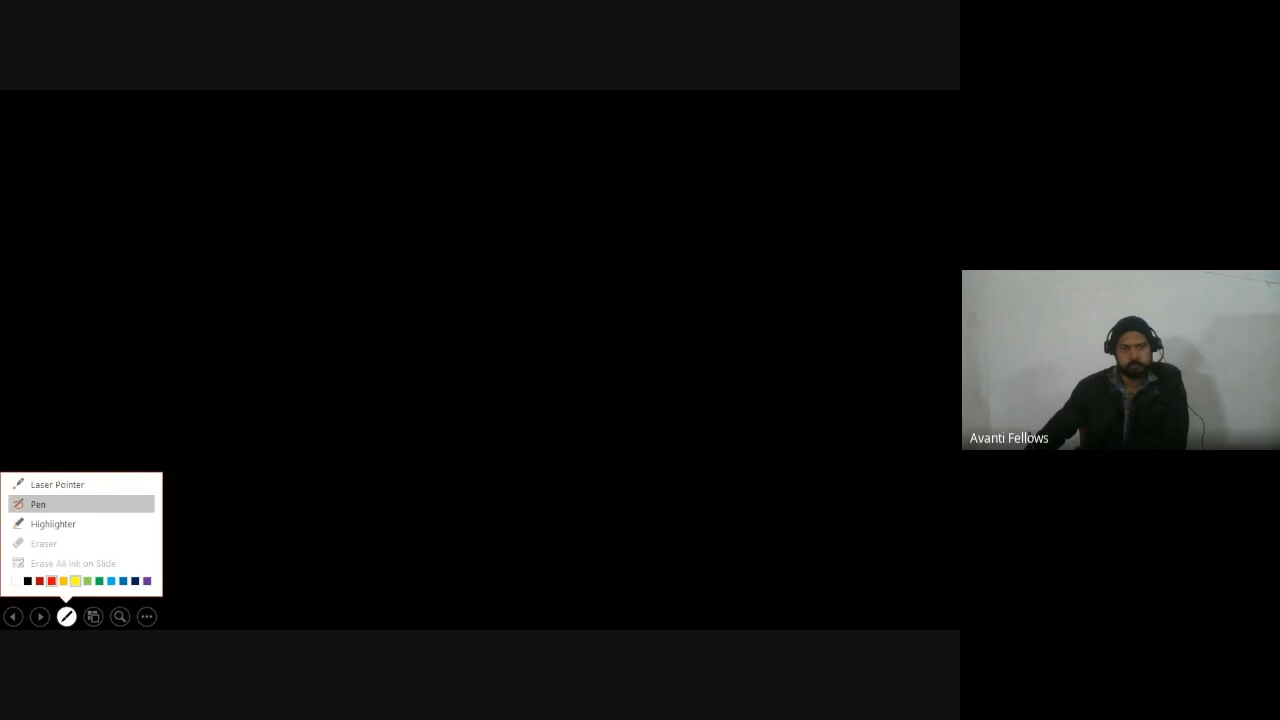 Laser Pointer
Pen
Highlighter
Eraser
Erase All Ink on Slide
Avanti Fellows